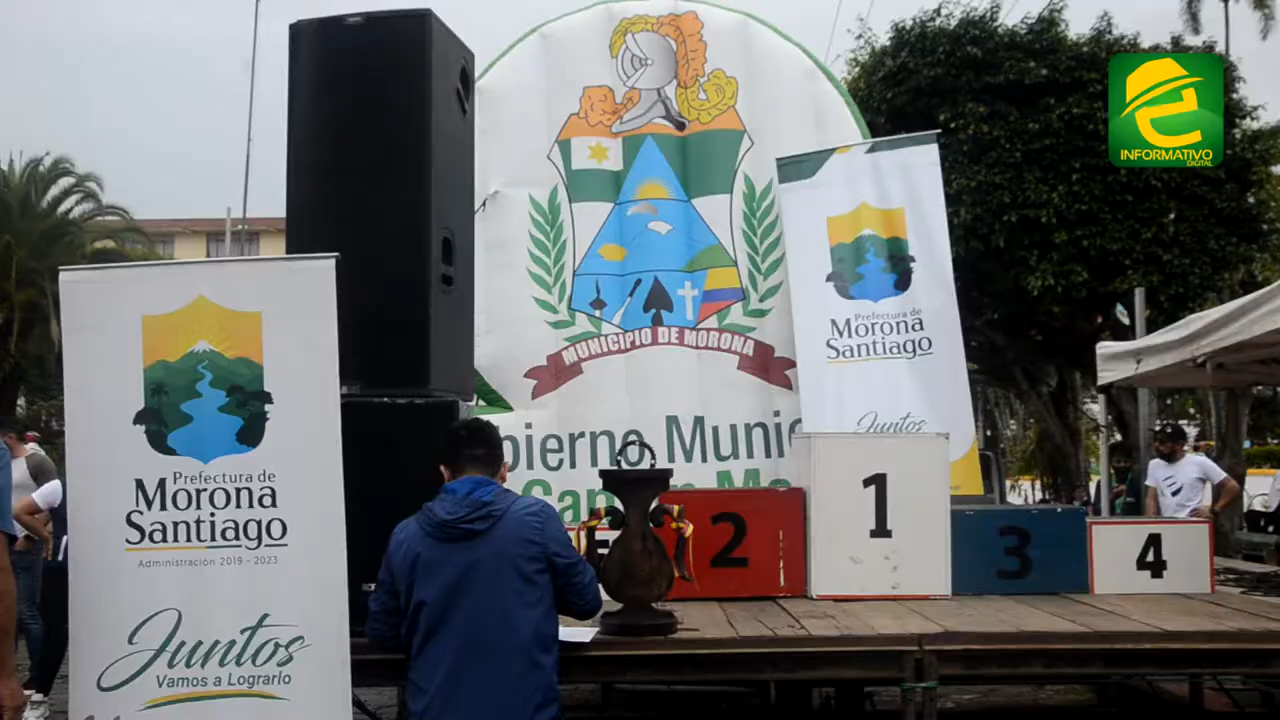 INFORMATIVO
DIGITAL
MUNICIPIO DE MORONA
Prefectura de
Morona
Santiago
Juntos
Prefectura de
Morona
Santiago
Administración 2019 - 2023
Juntos
Vamos a Lograrlo
bierno Munic
2
1
3
4